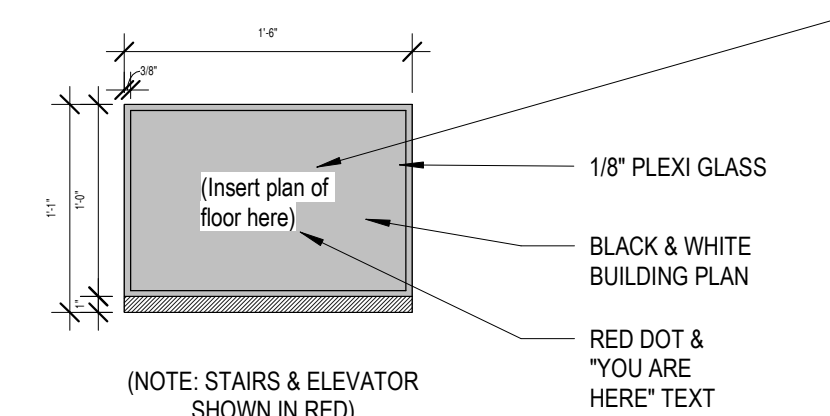 1'-6"
3/8"
1'-1"
1'-0"
1"
(Insert plan of
floor here)
1/8" PLEXI GLASS
BLACK & WHITE
BUILDING PLAN
RED DOT &
"YOU ARE
HERE" TEXT
(NOTE: STAIRS & ELEVATOR
SHOWN IN RED)